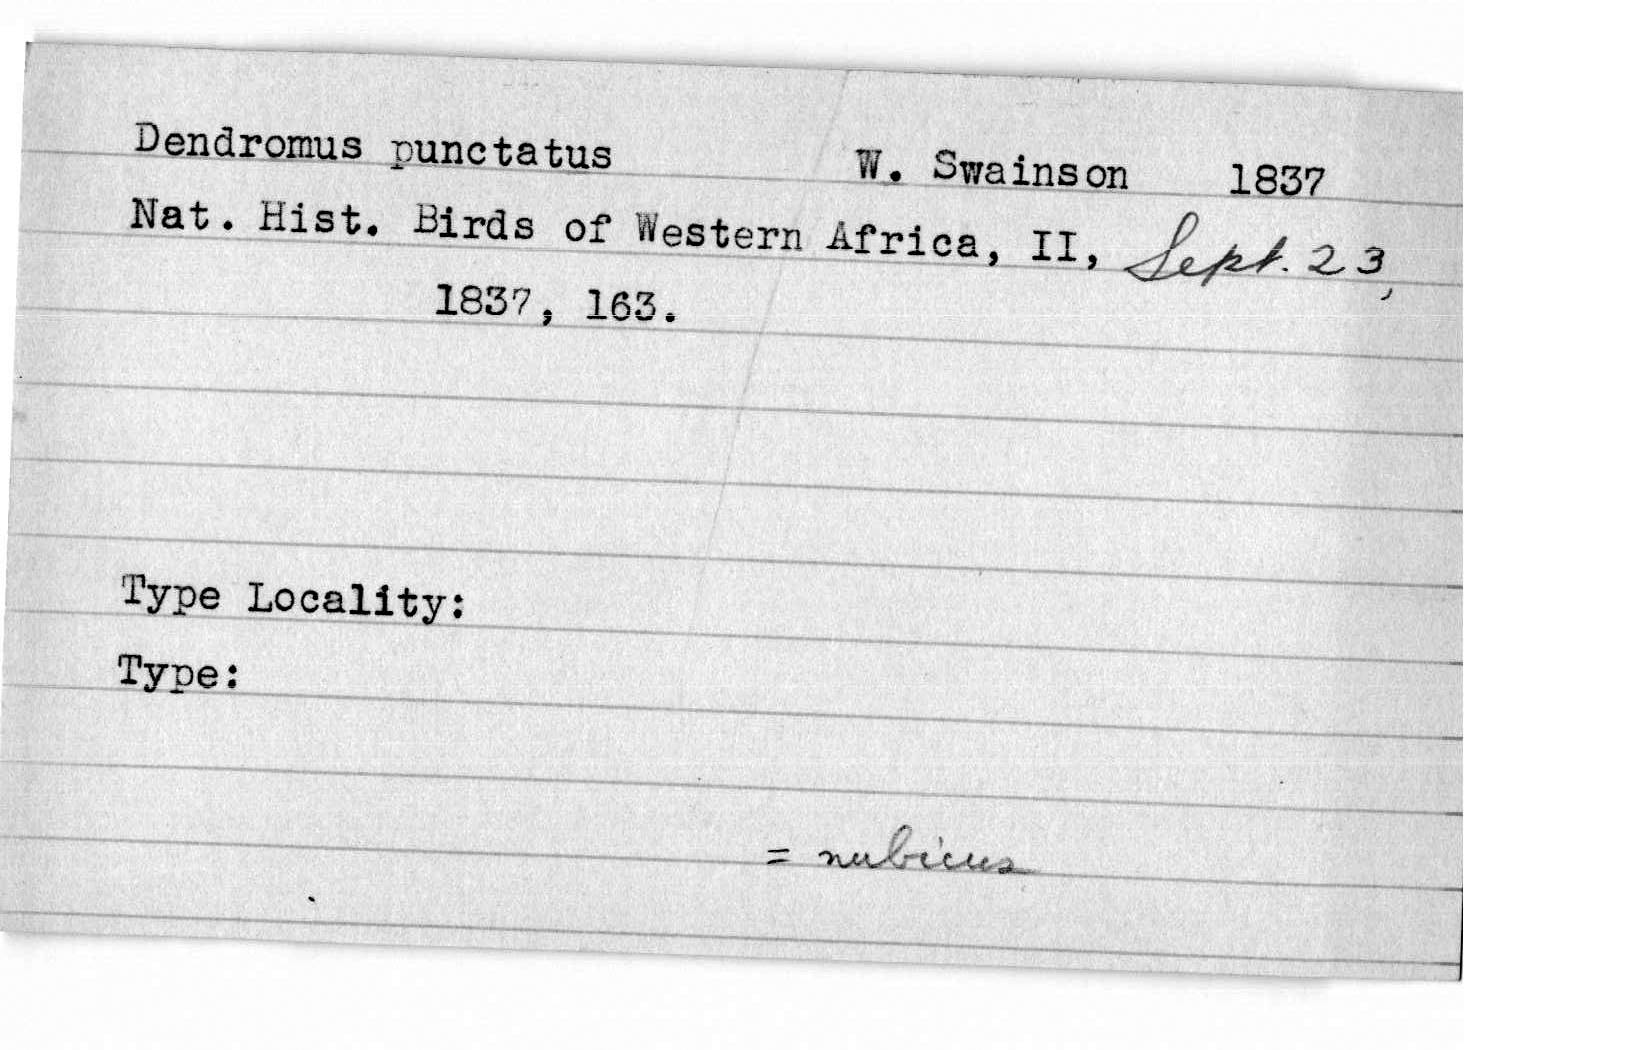 Dendromus punctatus W. Swainson 1837
Nat. Hist. Birds of Western Africa, II, Sept. 23,
1837, 163.
Type Locality:
Type:
= nubicus